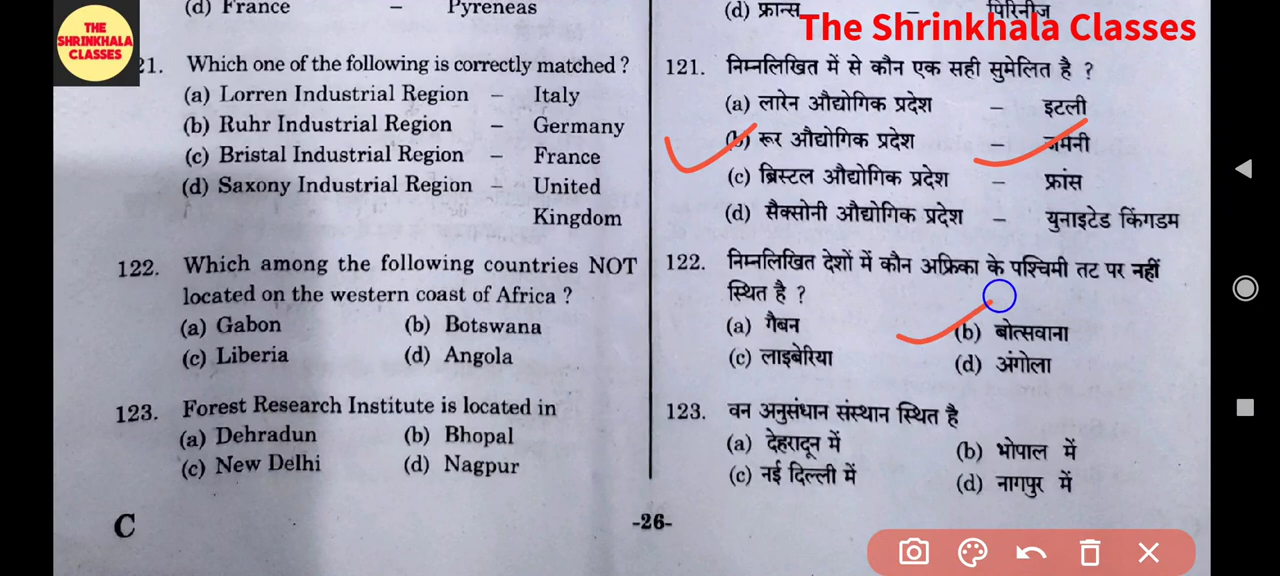 (d) France – Pyreneas
21. Which one of the following is correctly matched ?
(a) Lorren Industrial Region – Italy
(b) Ruhr Industrial Region – Germany
(c) Bristal Industrial Region – France
(d) Saxony Industrial Region – United
Kingdom
122. Which among the following countries NOT
located on the western coast of Africa ?
(a) Gabon (b) Botswana
(c) Liberia (d) Angola
123. Forest Research Institute is located in
(a) Dehradun (b) Bhopal
(c) New Delhi (d) Nagpur
(d) फ्रान्स – पिरिनीज
121. निम्नलिखित में से कौन एक सही सुमेलित है ?
(a) लारेन औद्योगिक प्रदेश – इटली
(b) रूर औद्योगिक प्रदेश – जर्मनी
(c) ब्रिस्टल औद्योगिक प्रदेश – फ्रांस
(d) सैक्सोनी औद्योगिक प्रदेश – युनाइटेड किंगडम
122. निम्नलिखित देशों में कौन अफ्रिका के पश्चिमी तट पर नहीं
स्थित है ?
(a) गैबन (b) बोत्सवाना
(c) लाइबेरिया (d) अंगोला
123. वन अनुसंधान संस्थान स्थित है
(a) देहरादून में (b) भोपाल में
(c) नई दिल्ली में (d) नागपुर में
C -26-
THE
SHRINKHALA
CLASSES
The Shrinkhala Classes